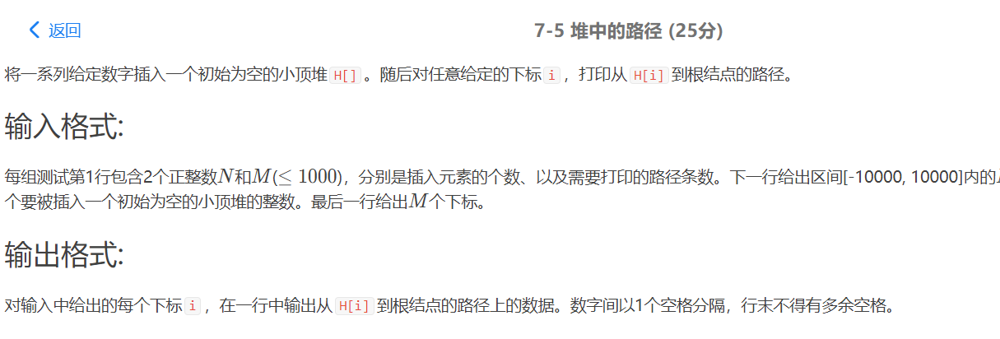 返回
7-5 堆中的路径 (25分)
将一系列给定数字插入一个初始为空的小顶堆H[]。随后对任意给定的下标i，打印从H[i]到根结点的路径。
输入格式:
每组测试第1行包含2个正整数N和M(≤ 1000)，分别是插入元素的个数、以及需要打印的路径条数。下一行给出区间[-10000, 10000]内的
个要被插入一个初始为空的小顶堆的整数。最后一行给出M个下标。
输出格式:
对输入中给出的每个下标i，在一行中输出从H[i]到根结点的路径上的数据。数字间以1个空格分隔，行末不得有多余空格。